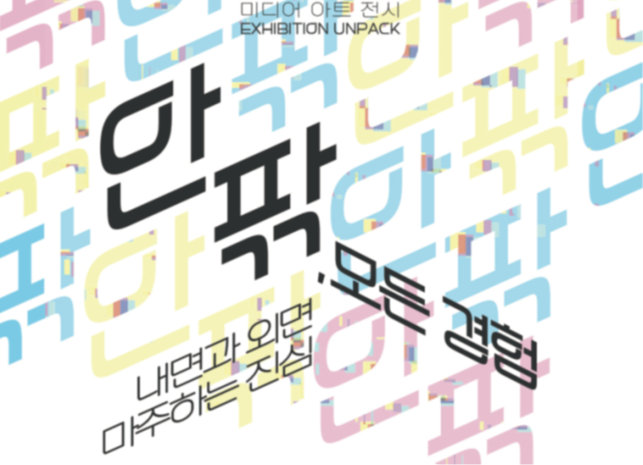 미디어 아트 전시
EXHIBITION UNPACK
안팎
, 모든 경험
내면과 외면
마주하는 진심